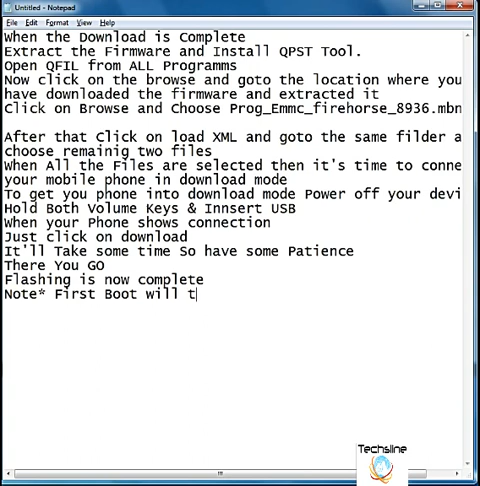 Untitled - Notepad
File Edit Format View Help
When the Download is Complete
Extract the Firmware and Install QPST Tool.
Open QFIL from ALL Programms
Now click on the browse and goto the location where you
have downloaded the firmware and extracted it
Click on Browse and Choose Prog_Emmc_firehorse_8936.mbn
After that Click on load XML and goto the same filder a
choose remainig two files
When All the Files are selected then it's time to conne
your mobile phone in download mode
To get you phone into download mode Power off your devi
Hold Both Volume Keys & Innsert USB
When your Phone shows connection
Just click on download
It'll Take some time So have some Patience
There You GO
Flashing is now complete
Note* First Boot will t
Techsline